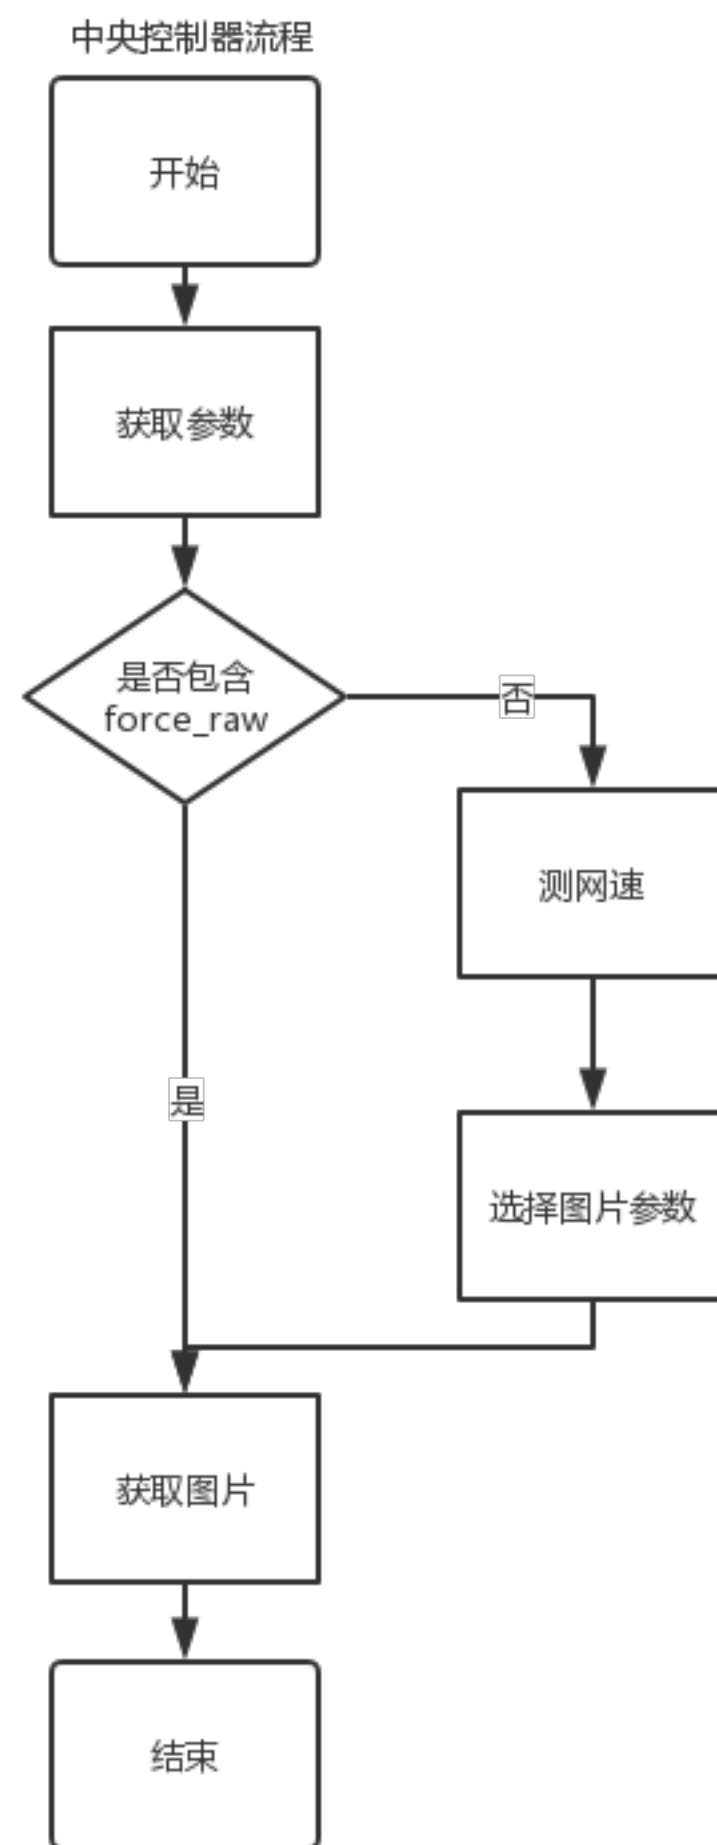 中央控制器流程
开始
获取参数
是否包含
force_raw
否
测网速
是
选择图片参数
获取图片
结束